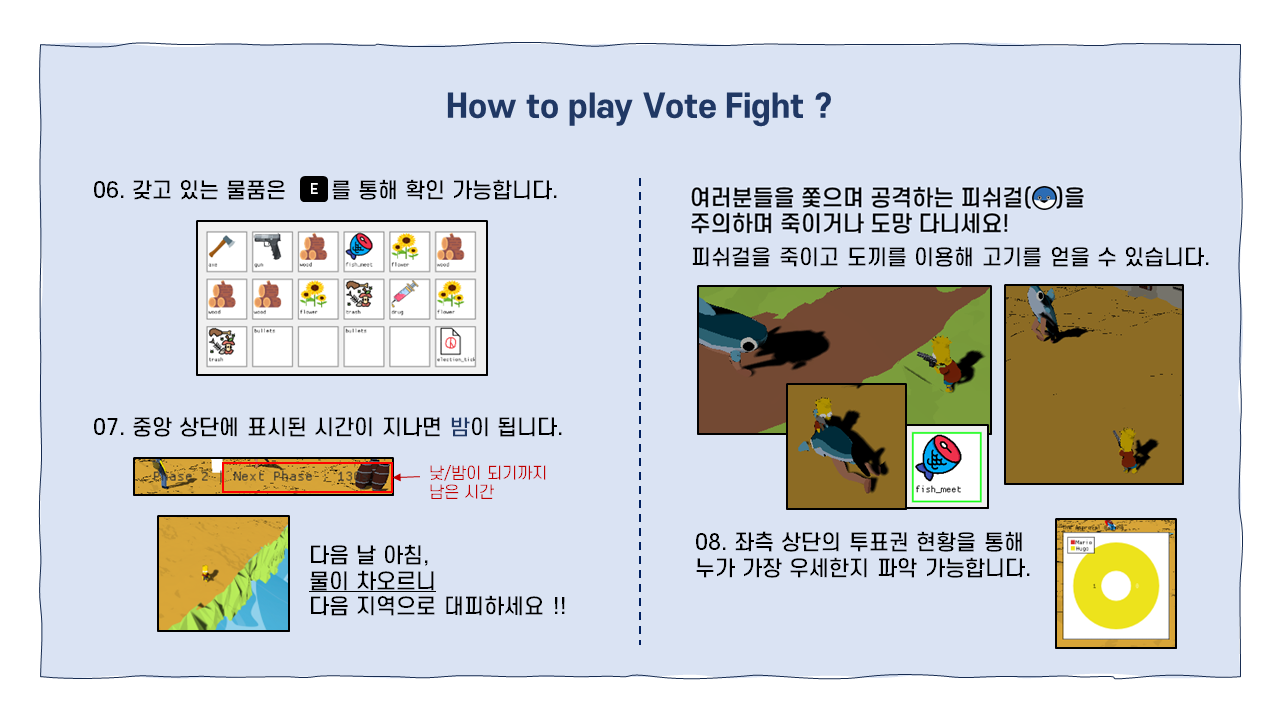 How to play Vote Fight ?
06. 갖고 있는 물품은 E 를 통해 확인 가능합니다.
axe gun wood fish_meet flower wood
wood wood flower trash drug flower
trash bullets bullets election_tick
07. 중앙 상단에 표시된 시간이 지나면 밤이 됩니다.
Phase 2 | Next Phase : 13
낮/밤이 되기까지
남은 시간
다음 날 아침,
물이 차오르니
다음 지역으로 대피하세요 !!
여러분들을 쫓으며 공격하는 피쉬걸( )을
주의하며 죽이거나 도망 다니세요!
피쉬걸을 죽이고 도끼를 이용해 고기를 얻을 수 있습니다.
fish_meet
08. 좌측 상단의 투표권 현황을 통해
누가 가장 우세한지 파악 가능합니다.
Mario
Hugo
1